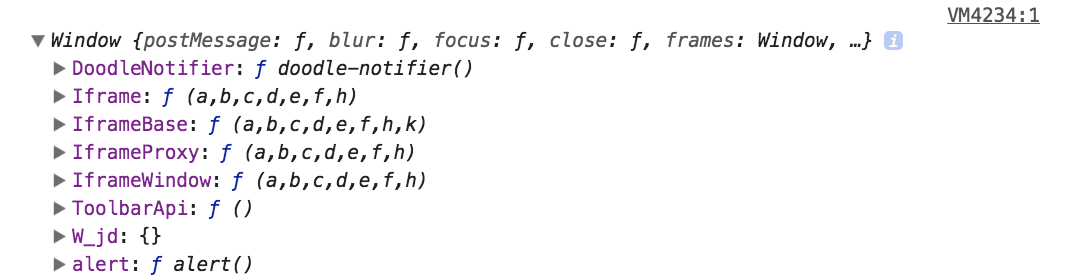 VM4234:1
▼ Window {postMessage: ƒ, blur: ƒ, focus: ƒ, close: ƒ, frames: Window, …} i
▶ DoodleNotifier: ƒ doodle-notifier()
▶ Iframe: ƒ (a,b,c,d,e,f,h)
▶ IframeBase: ƒ (a,b,c,d,e,f,h,k)
▶ IframeProxy: ƒ (a,b,c,d,e,f,h)
▶ IframeWindow: ƒ (a,b,c,d,e,f,h)
▶ ToolbarApi: ƒ ()
▶ W_jd: {}
▶ alert: ƒ alert()